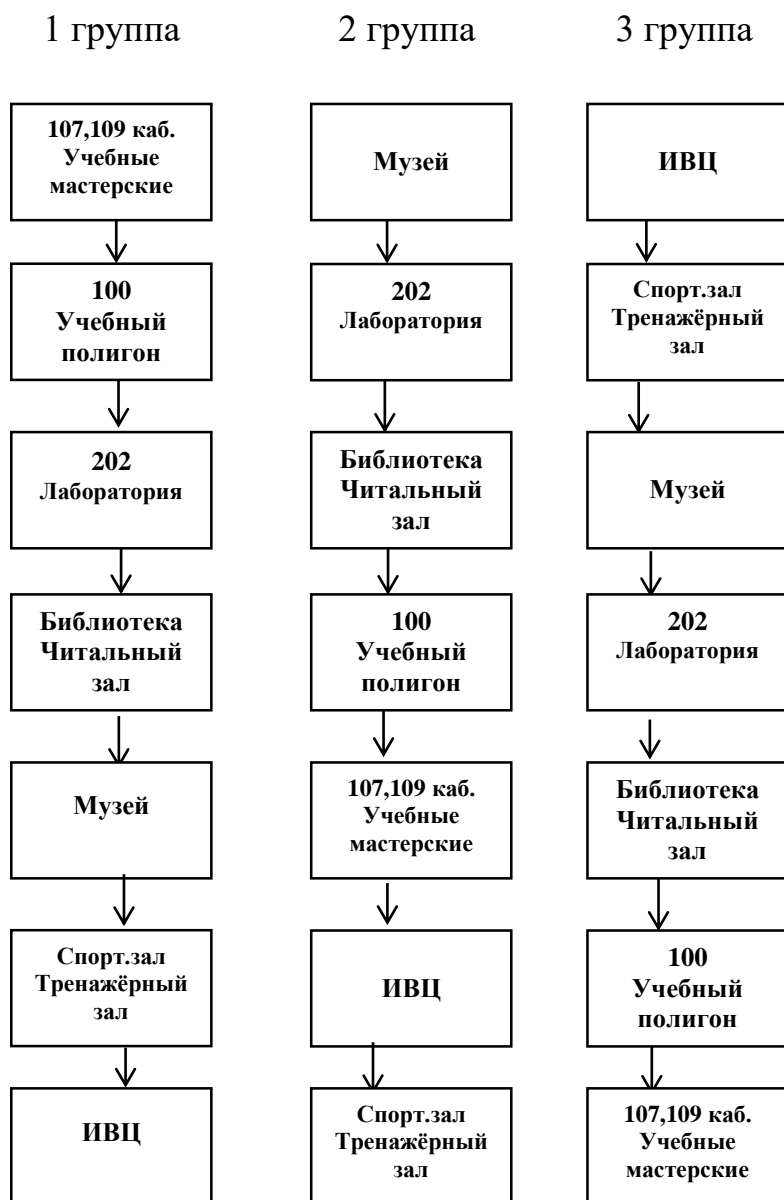 1 группа
107,109 каб.
Учебные
мастерские
100
Учебный
полигон
202
Лаборатория
Библиотека
Читальный
зал
Музей
Спорт.зал
Тренажёрный
зал
ИВЦ
2 группа
Музей
202
Лаборатория
Библиотека
Читальный
зал
100
Учебный
полигон
107,109 каб.
Учебные
мастерские
ИВЦ
Спорт.зал
Тренажёрный
зал
3 группа
ИВЦ
Спорт.зал
Тренажёрный
зал
Музей
202
Лаборатория
Библиотека
Читальный
зал
100
Учебный
полигон
107,109 каб.
Учебные
мастерские